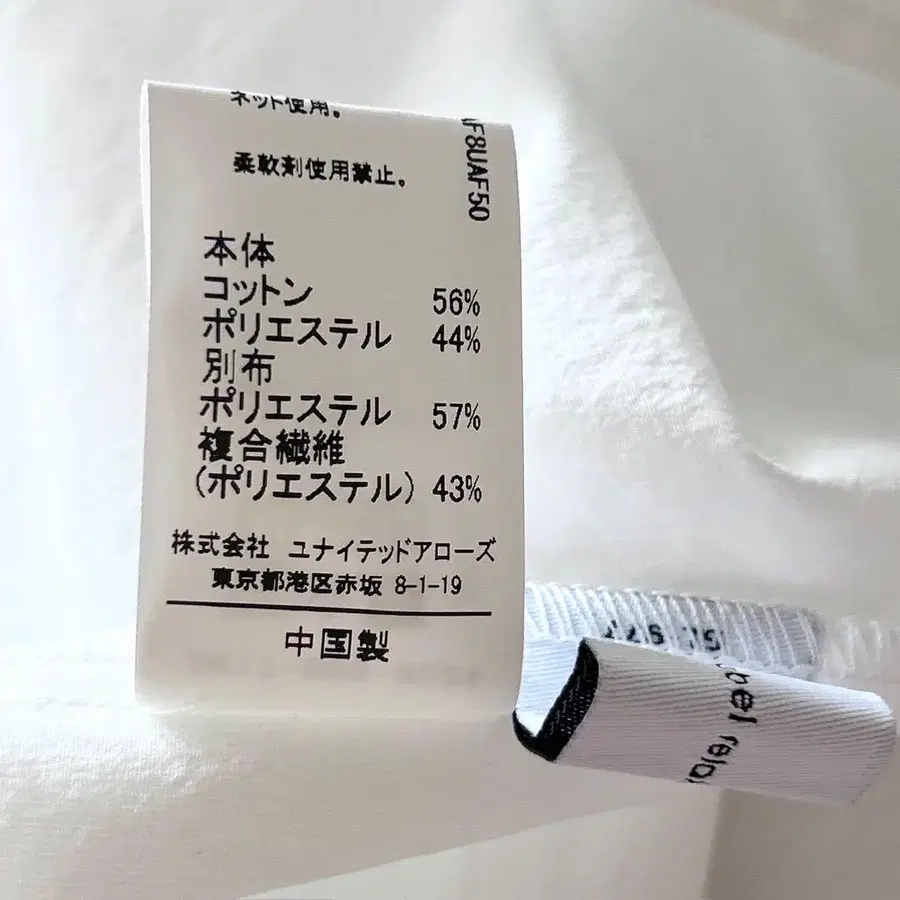 ネット使用。
柔軟剤使用禁止。
F8UAF50
本体
コットン 56%
ポリエステル 44%
別布
ポリエステル 57%
複合繊維
(ポリエステル) 43%
株式会社 ユナイテッドアローズ
東京都港区赤坂 8-1-19
中国製
bel rela